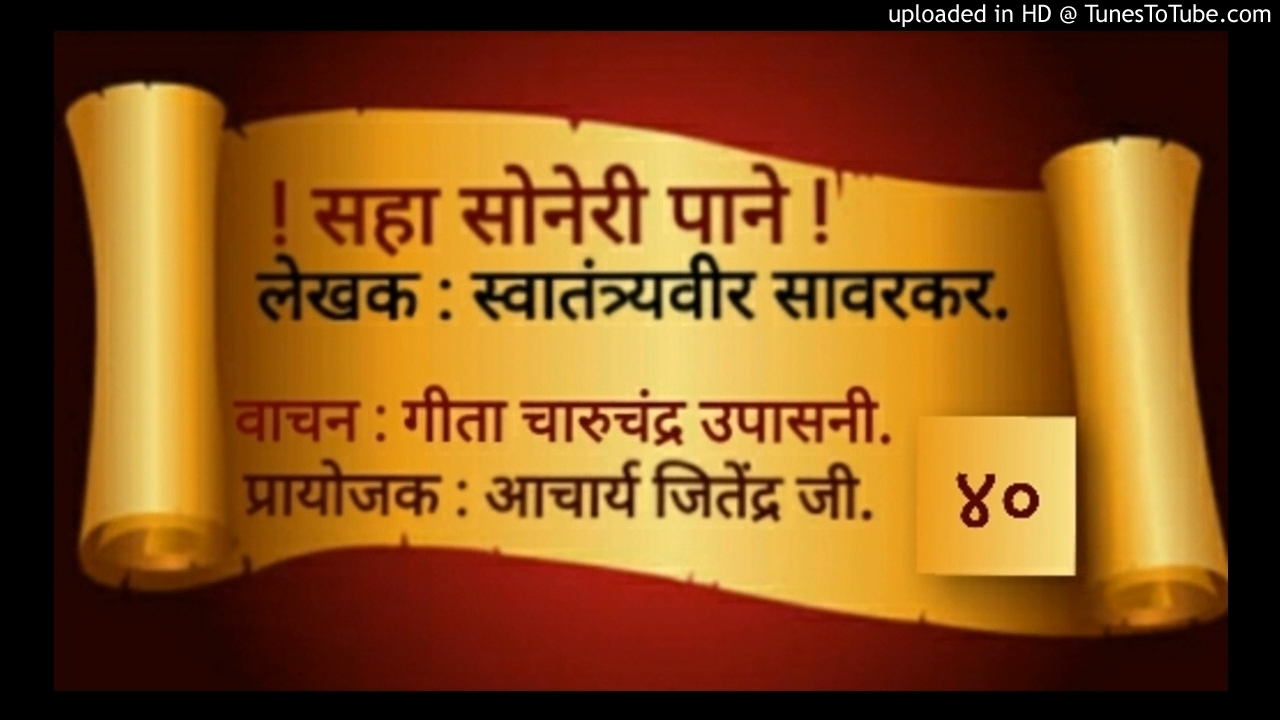 uploaded in HD @ TunesToTube.com
! सहा सोनेरी पाने !
लेखक : स्वातंत्र्यवीर सावरकर.
वाचन : गीता चारुचंद्र उपासनी.
प्रायोजक : आचार्य जितेंद्र जी.
४०